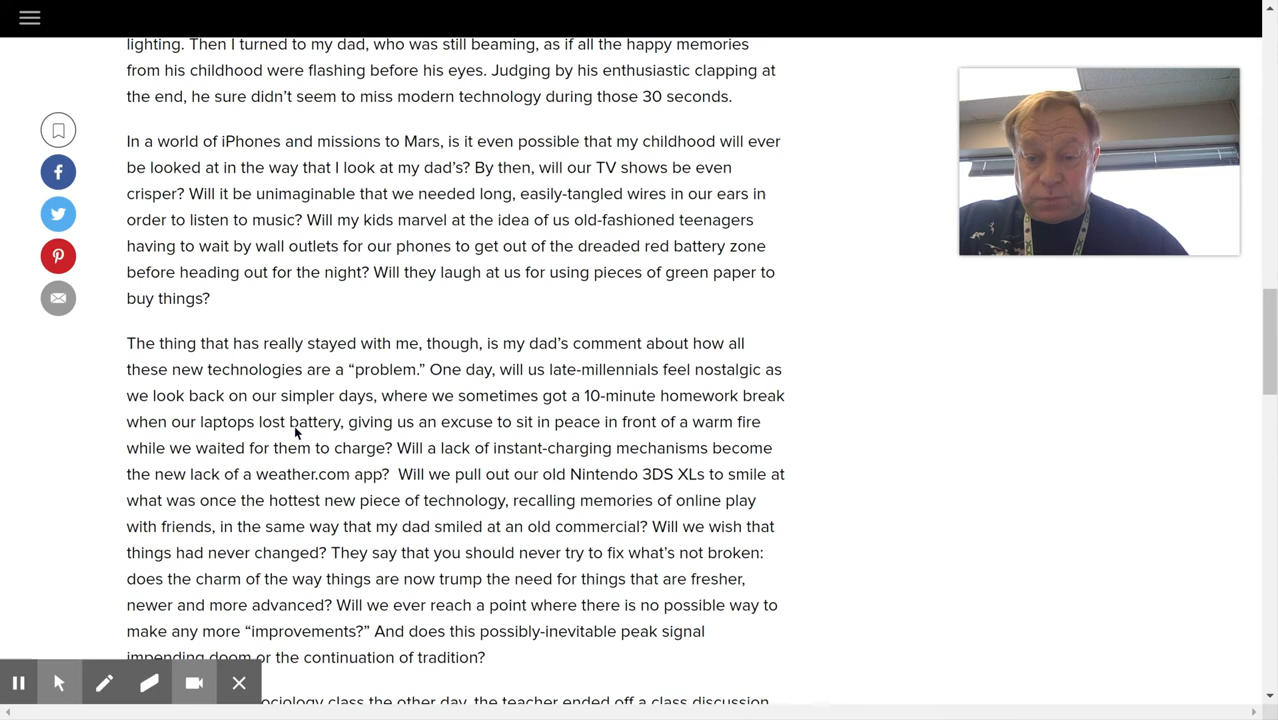 lighting. Then I turned to my dad, who was still beaming, as if all the happy memories
from his childhood were flashing before his eyes. Judging by his enthusiastic clapping at
the end, he sure didn’t seem to miss modern technology during those 30 seconds.
In a world of iPhones and missions to Mars, is it even possible that my childhood will ever
be looked at in the way that I look at my dad’s? By then, will our TV shows be even
crisper? Will it be unimaginable that we needed long, easily-tangled wires in our ears in
order to listen to music? Will my kids marvel at the idea of us old-fashioned teenagers
having to wait by wall outlets for our phones to get out of the dreaded red battery zone
before heading out for the night? Will they laugh at us for using pieces of green paper to
buy things?
The thing that has really stayed with me, though, is my dad’s comment about how all
these new technologies are a “problem.” One day, will us late-millennials feel nostalgic as
we look back on our simpler days, where we sometimes got a 10-minute homework break
when our laptops lost battery, giving us an excuse to sit in peace in front of a warm fire
while we waited for them to charge? Will a lack of instant-charging mechanisms become
the new lack of a weather.com app?  Will we pull out our old Nintendo 3DS XLs to smile at
what was once the hottest new piece of technology, recalling memories of online play
with friends, in the same way that my dad smiled at an old commercial? Will we wish that
things had never changed? They say that you should never try to fix what’s not broken:
does the charm of the way things are now trump the need for things that are fresher,
newer and more advanced? Will we ever reach a point where there is no possible way to
make any more “improvements?” And does this possibly-inevitable peak signal
impending doom or the continuation of tradition?
ociology class the other day, the teacher ended off a class discussion